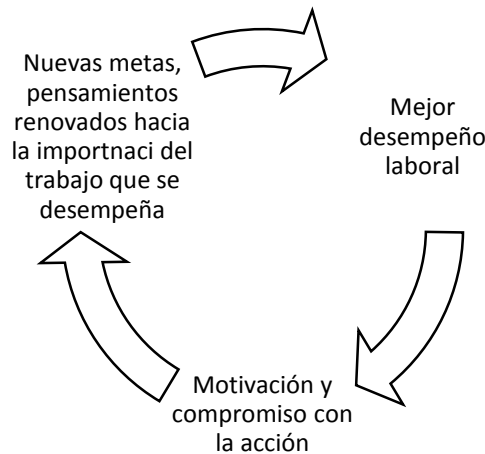 Nuevas metas,
pensamientos
renovados hacia
la importnaci del
trabajo que se
desempeña
Mejor
desempeño
laboral
Motivación y
compromiso con
la acción